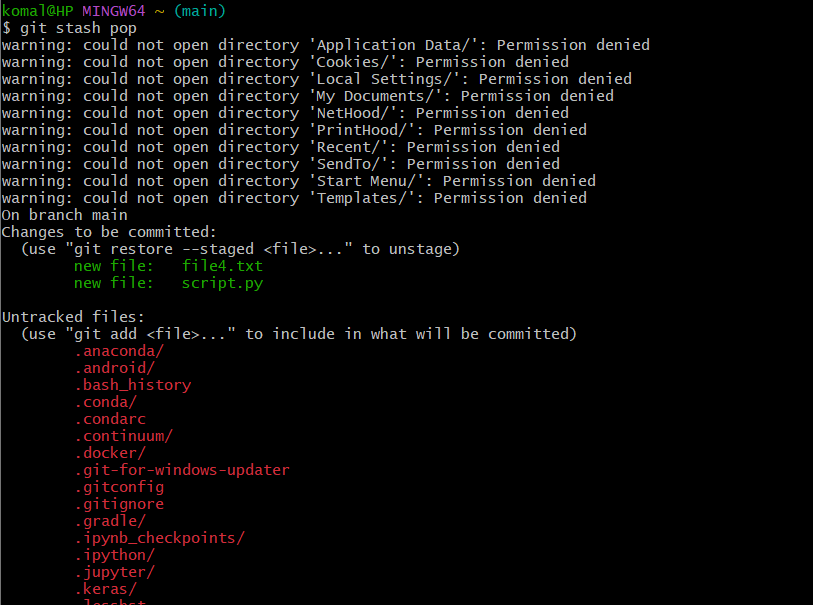 komal@HP MINGW64 ~ (main)
$ git stash pop
warning: could not open directory 'Application Data/': Permission denied
warning: could not open directory 'Cookies/': Permission denied
warning: could not open directory 'Local Settings/': Permission denied
warning: could not open directory 'My Documents/': Permission denied
warning: could not open directory 'NetHood/': Permission denied
warning: could not open directory 'PrintHood/': Permission denied
warning: could not open directory 'Recent/': Permission denied
warning: could not open directory 'SendTo/': Permission denied
warning: could not open directory 'Start Menu/': Permission denied
warning: could not open directory 'Templates/': Permission denied
On branch main
Changes to be committed:
  (use "git restore --staged <file>..." to unstage)
        new file:   file4.txt
        new file:   script.py

Untracked files:
  (use "git add <file>..." to include in what will be committed)
        .anaconda/
        .android/
        .bash_history
        .conda/
        .condarc
        .continuum/
        .docker/
        .git-for-windows-updater
        .gitconfig
        .gitignore
        .gradle/
        .ipynb_checkpoints/
        .ipython/
        .jupyter/
        .keras/